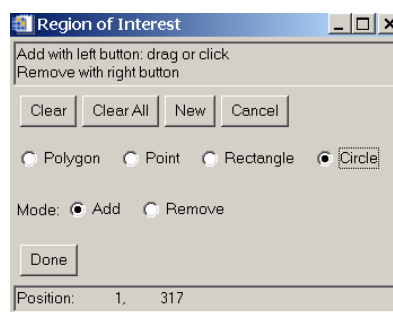 Region of Interest
Add with left button: drag or click
Remove with right button
Clear Clear All New Cancel
Polygon Point Rectangle Circle
Mode: Add Remove
Done
Position: 1, 317